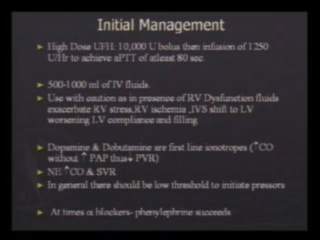 Initial Management
High Dose UFH: 10,000 U bolus then infusion of 1250
U/Hr to achieve aPTT of atleast 80 sec.
500-1000 ml of IV fluids.
Use with caution as in presence of RV Dysfunction fluids
exacerbate RV stress,RV ischemia ,IVS shift to LV
worsening LV compliance and filling
Dopamine & Dobutamine are first line ionotropes (↑CO
without ↑ PAP thus↓ PVR)
NE ↑CO & SVR
In general there should be low threshold to initiate pressors
At times α blockers- phenylephrine succeeds